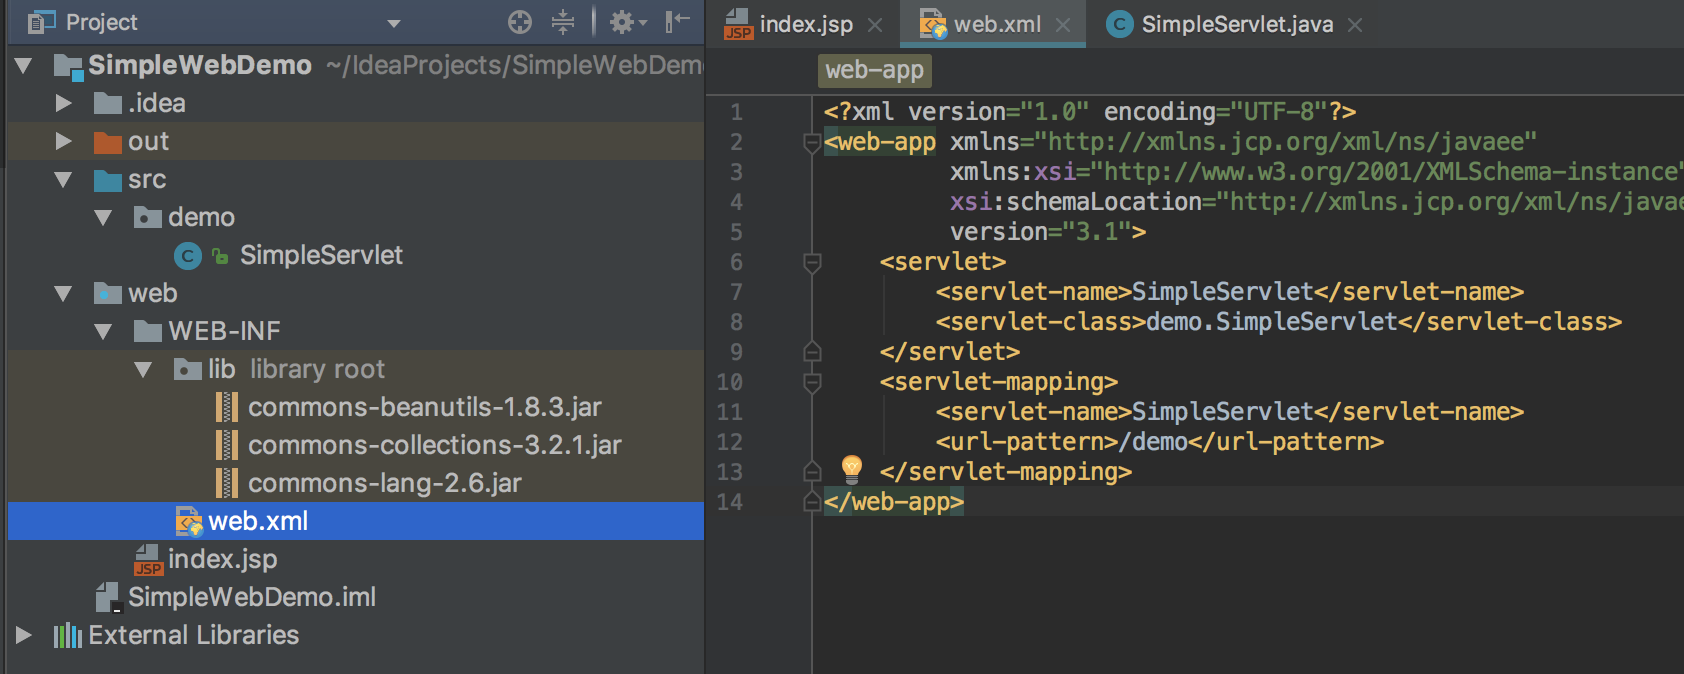 Project
SimpleWebDemo ~/IdeaProjects/SimpleWebDem
.idea
out
src
demo
C SimpleServlet
web
WEB-INF
lib library root
commons-beanutils-1.8.3.jar
commons-collections-3.2.1.jar
commons-lang-2.6.jar
web.xml
JSP index.jsp
SimpleWebDemo.iml
External Libraries
JSP index.jsp web.xml C SimpleServlet.java
web-app
1 <?xml version="1.0" encoding="UTF-8"?>
2 <web-app xmlns="http://xmlns.jcp.org/xml/ns/javaee"
3 xmlns:xsi="http://www.w3.org/2001/XMLSchema-instance"
4 xsi:schemaLocation="http://xmlns.jcp.org/xml/ns/javae
5 version="3.1">
6 <servlet>
7 <servlet-name>SimpleServlet</servlet-name>
8 <servlet-class>demo.SimpleServlet</servlet-class>
9 </servlet>
10 <servlet-mapping>
11 <servlet-name>SimpleServlet</servlet-name>
12 <url-pattern>/demo</url-pattern>
13 </servlet-mapping>
14 </web-app>